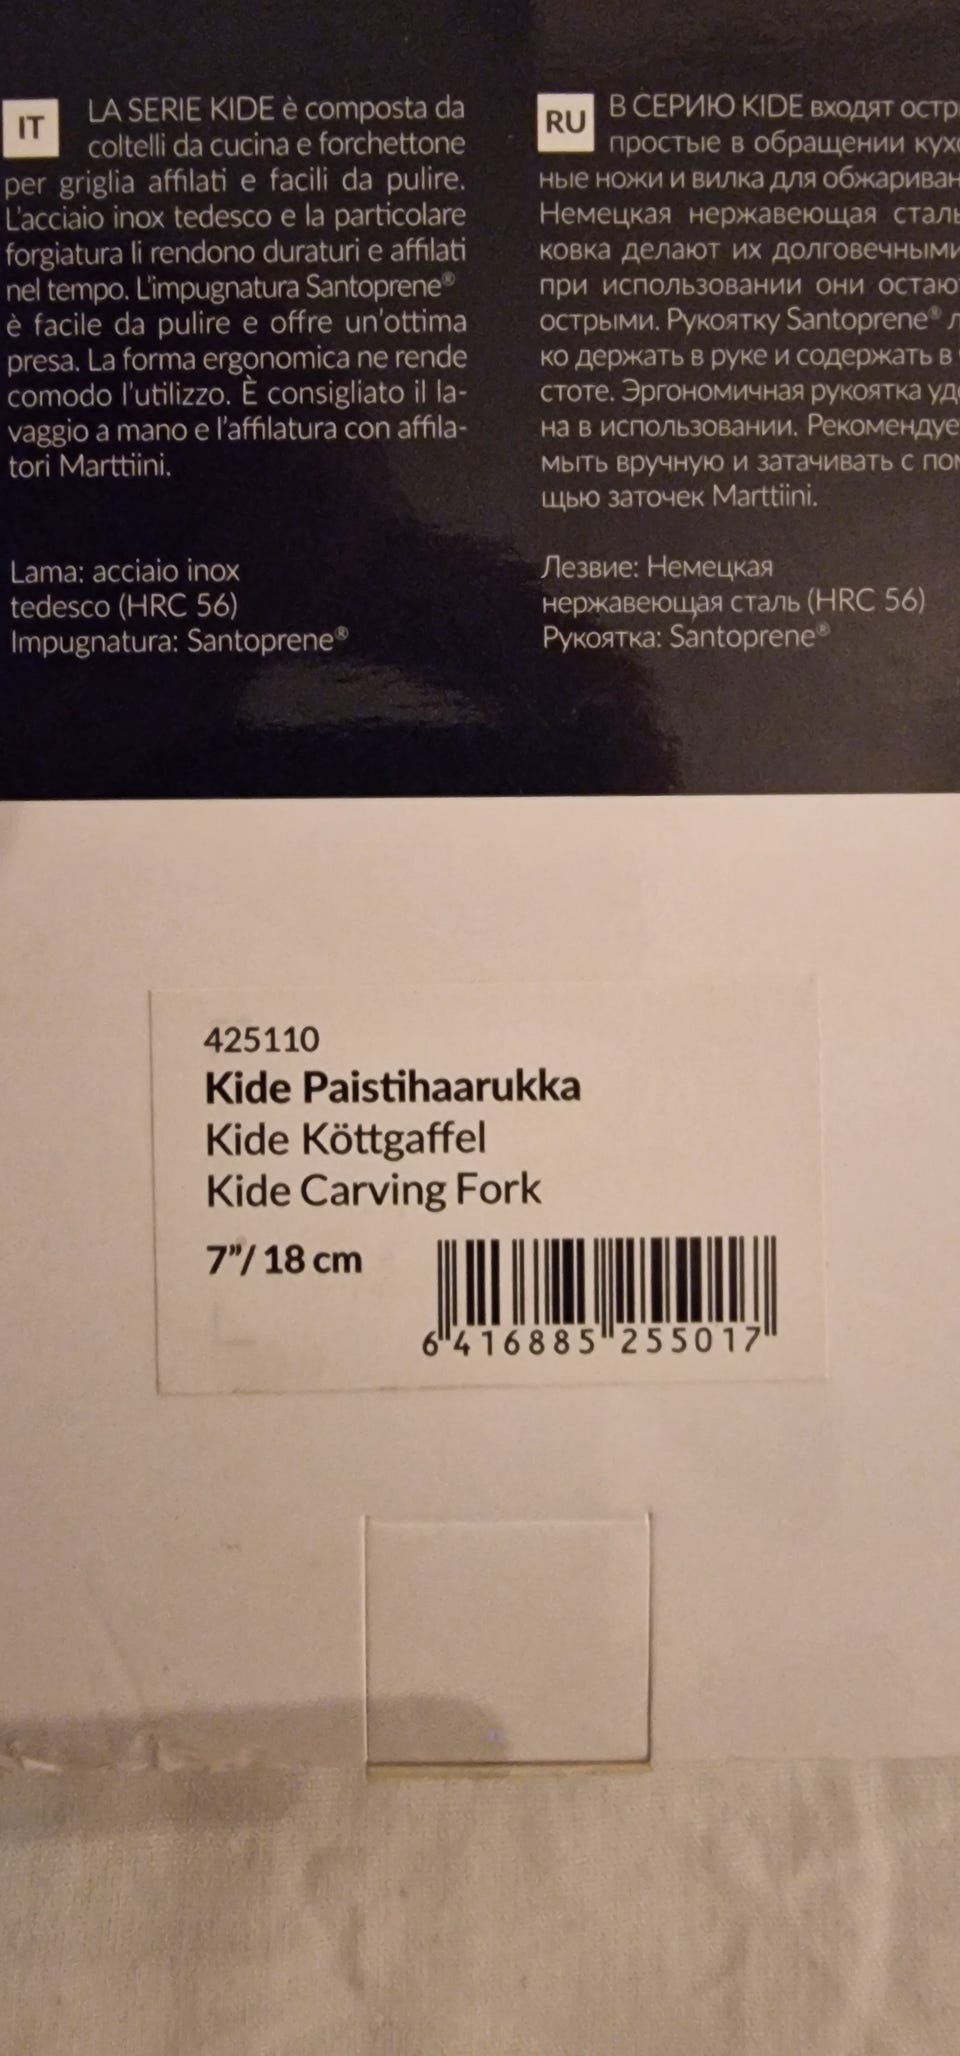 IT
LA SERIE KIDE è composta da
coltelli da cucina e forchettone
per griglia affilati e facili da pulire.
L'acciaio inox tedesco e la particolare
forgiatura li rendono duraturi e affilati
nel tempo. L'impugnatura Santoprene®
è facile da pulire e offre un'ottima
presa. La forma ergonomica ne rende
comodo l'utilizzo. È consigliato il la-
vaggio a mano e l'affilatura con affila-
tori Marttiini.
Lama: acciaio inox
tedesco (HRC 56)
Impugnatura: Santoprene®
RU
В СЕРИЮ KIDE входят
простые в обращении
ные ножи и вилка для
Немецкая нержавеющая
ковка делают их долговечными
при использовании они
острыми. Рукоятку Santoprene®
ко держать в руке и содержать в
стоте. Эргономичная рукоятка
на в использовании.
мыть вручную и затачивать с
щью заточек Marttiini.
Лезвие: Немецкая
нержавеющая сталь (HRC 56)
Рукоятка: Santoprene®
425110
Kide Paistihaarukka
Kide Köttgaffel
Kide Carving Fork
7"/ 18 cm
6 416885 255017